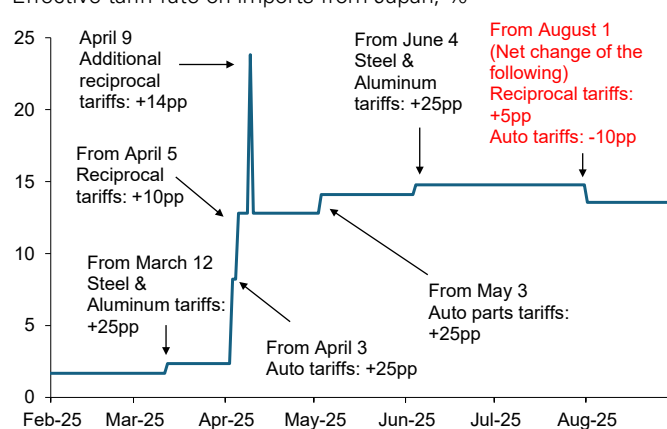 Effective tariff rate on imports from Japan, %
25
20
15
10
5
0
April 9
Additional
reciprocal
tariffs: +14pp
From April 5
Reciprocal
tariffs: +10pp
From March 12
Steel &
Aluminum tariffs:
+25pp
From April 3
Auto tariffs: +25pp
From May 3
Auto parts tariffs:
+25pp
From June 4
Steel &
Aluminum
tariffs: +25pp
From August 1
(Net change of the
following)
Reciprocal tariffs:
+5pp
Auto tariffs: -10pp
Feb-25 Mar-25 Apr-25 May-25 Jun-25 Jul-25 Aug-25